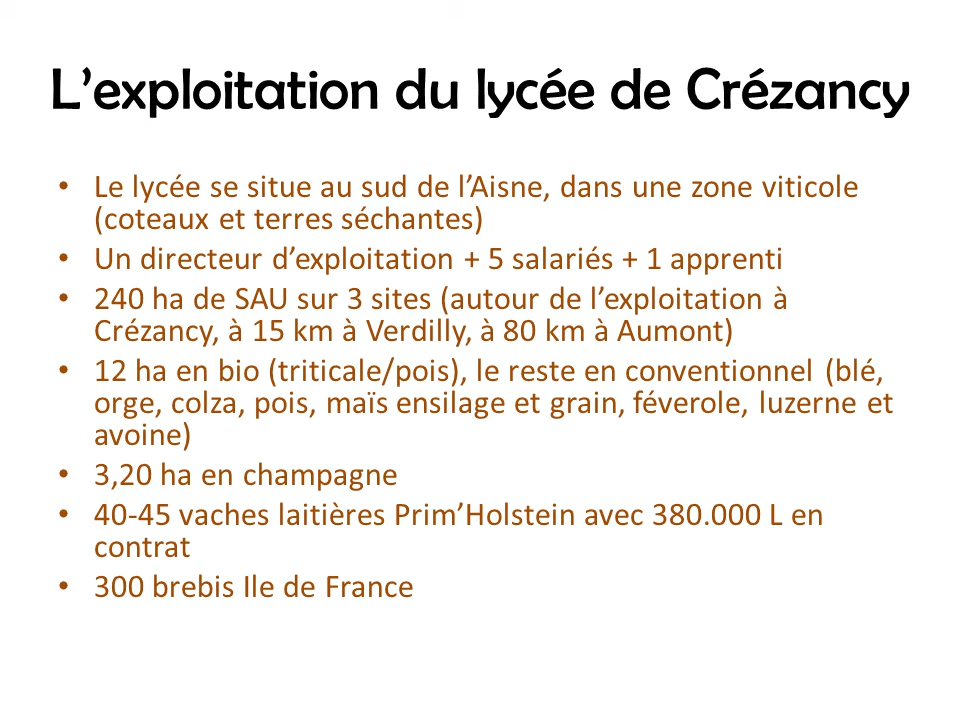 L’exploitation du lycée de Crézancy
• Le lycée se situe au sud de l’Aisne, dans une zone viticole
(coteaux et terres séchantes)
• Un directeur d’exploitation + 5 salariés + 1 apprenti
• 240 ha de SAU sur 3 sites (autour de l’exploitation à
Crézancy, à 15 km à Verdilly, à 80 km à Aumont)
• 12 ha en bio (triticale/pois), le reste en conventionnel (blé,
orge, colza, pois, maïs ensilage et grain, féverole, luzerne et
avoine)
• 3,20 ha en champagne
• 40-45 vaches laitières Prim’Holstein avec 380.000 L en
contrat
• 300 brebis Ile de France